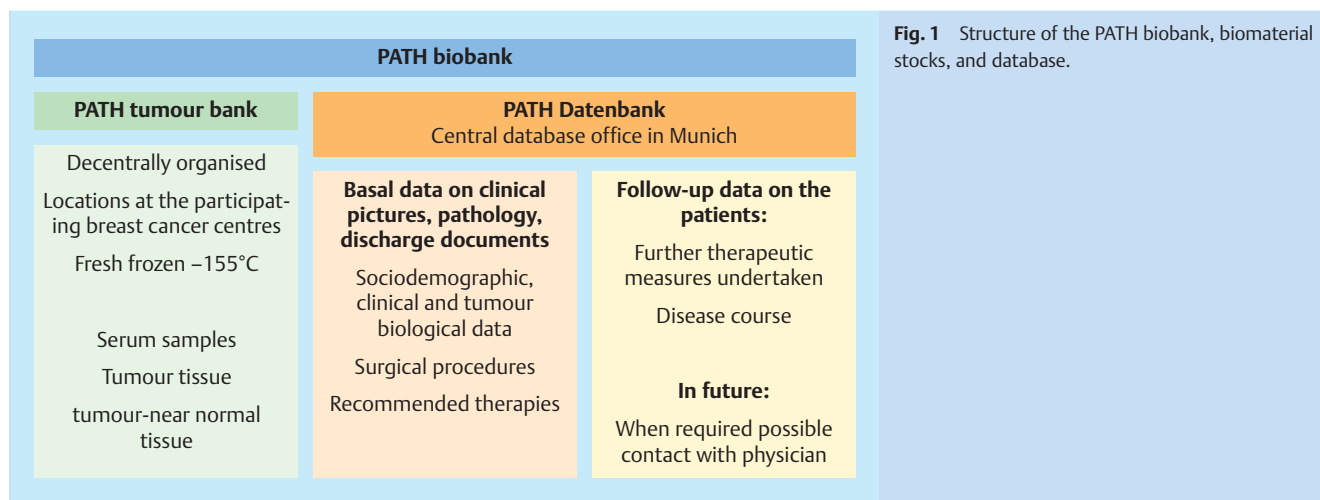 PATH biobank
PATH tumour bank
Decentrally organised
Locations at the participat-
ing breast cancer centres
Fresh frozen −155°C
Serum samples
Tumour tissue
tumour-near normal
tissue
PATH Datenbank
Central database office in Munich
Basal data on clinical
pictures, pathology,
discharge documents
Sociodemographic,
clinical and tumour
biological data
Surgical procedures
Recommended therapies
Follow-up data on the
patients:
Further therapeutic
measures undertaken
Disease course
In future:
When required possible
contact with physician
Fig. 1 Structure of the PATH biobank, biomaterial
stocks, and database.